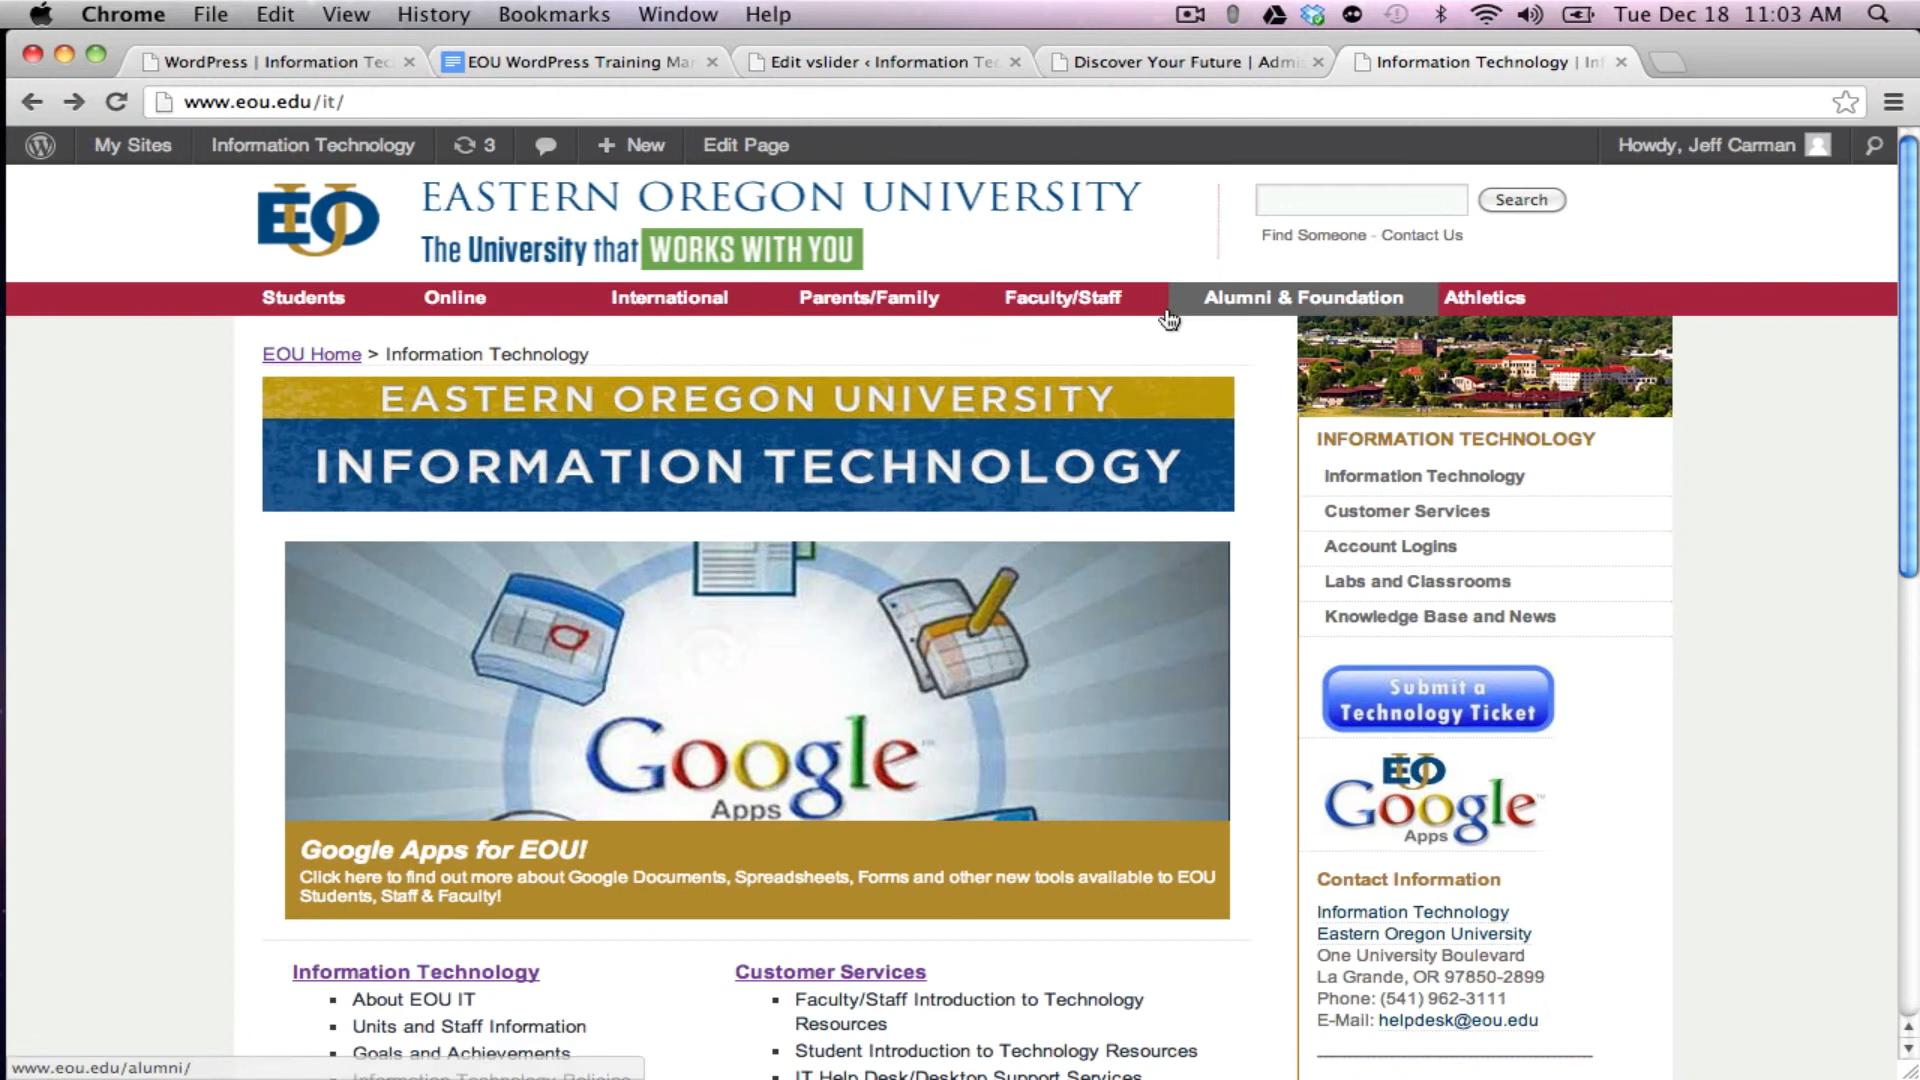 Chrome File Edit View History Bookmarks Window Help Tue Dec 18 11:03 AM
WordPress | Information Tec EOU WordPress Training Mar Edit vslider ‹ Information Te Discover Your Future | Admis Information Technology | Inf
www.eou.edu/it/
My Sites Information Technology 3 + New Edit Page Howdy, Jeff Carman
EOU
EASTERN OREGON UNIVERSITY
The University that WORKS WITH YOU
Search
Find Someone - Contact Us
Students Online International Parents/Family Faculty/Staff Alumni & Foundation Athletics
EOU Home > Information Technology
EASTERN OREGON UNIVERSITY
INFORMATION TECHNOLOGY
Google
Apps
Google Apps for EOU!
Click here to find out more about Google Documents, Spreadsheets, Forms and other new tools available to EOU
Students, Staff & Faculty!
Information Technology
About EOU IT
Units and Staff Information
Goals and Achievements
Information Technology Policies
Customer Services
Faculty/Staff Introduction to Technology
Resources
Student Introduction to Technology Resources
IT Help Desk/Desktop Support Services
INFORMATION TECHNOLOGY
Information Technology
Customer Services
Account Logins
Labs and Classrooms
Knowledge Base and News
Submit a
Technology Ticket
EOU
Google
Apps
Contact Information
Information Technology
Eastern Oregon University
One University Boulevard
La Grande, OR 97850-2899
Phone: (541) 962-3111
E-Mail: helpdesk@eou.edu
www.eou.edu/alumni/